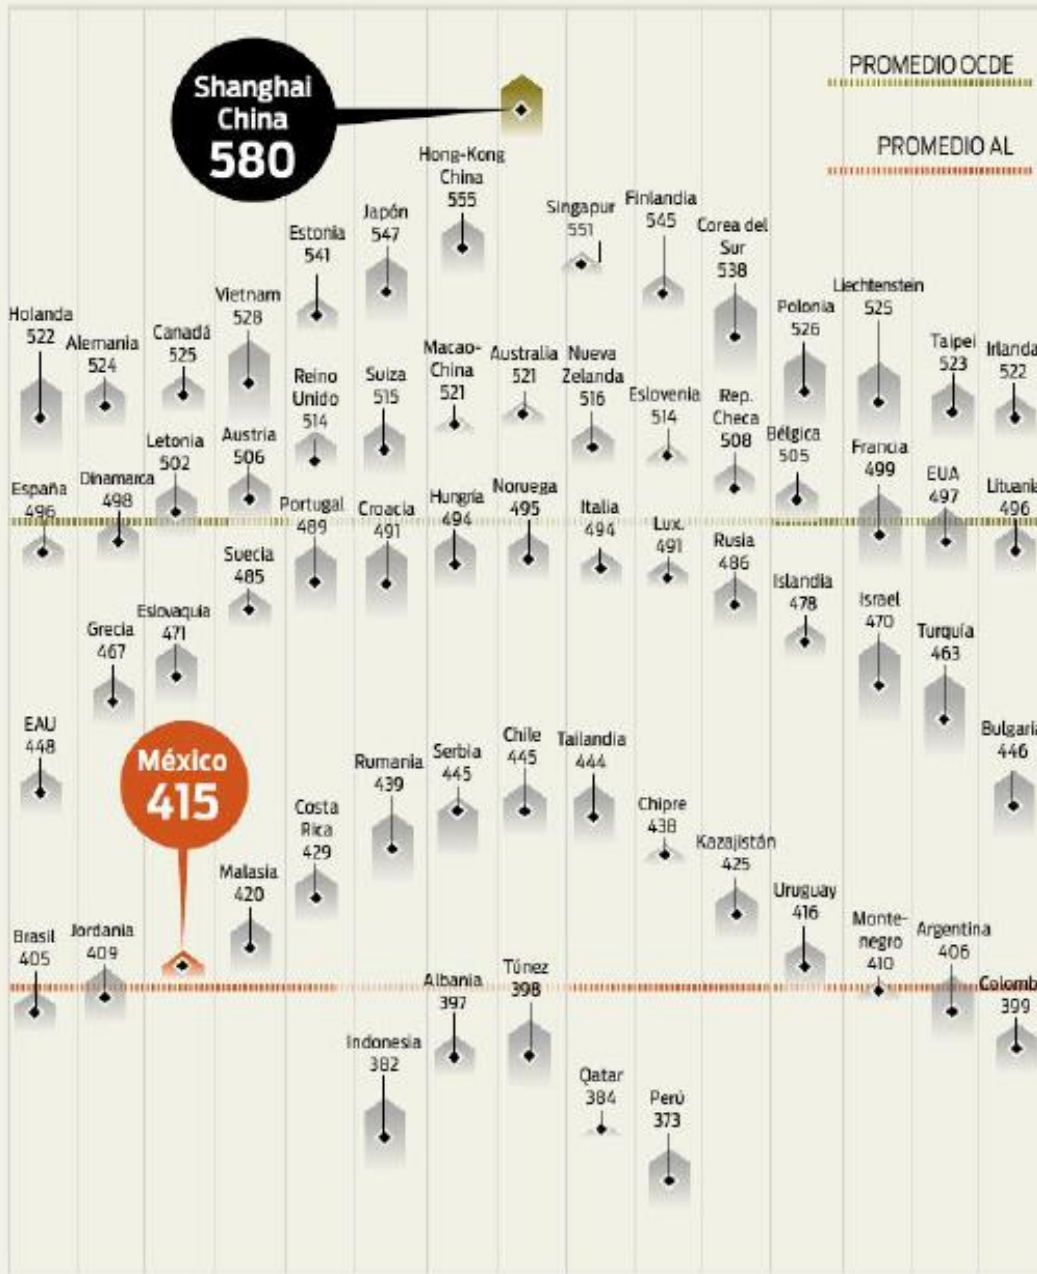 Shanghai
China
580
PROMEDIO OCDE
PROMEDIO AL
Hong-Kong
China
555
Japón
547
Estonia
541
Singapur
551
Finlandia
545
Corea del
Sur
538
Holanda
522
Alemania
524
Canadá
525
Vietnam
528
Polonia
526
Liechtenstein
525
Taipei
523
Irlanda
522
Reino
Unido
514
Suiza
515
Macao-
China
521
Australia
521
Nueva
Zelanda
516
Eslovenia
514
Rep.
Checa
508
Bélgica
505
Francia
499
EUA
497
Lituania
496
España
496
Dinamarca
498
Letonia
502
Austria
506
Portugal
489
Croacia
491
Hungría
494
Noruega
495
Italia
494
Lux.
491
Rusia
486
Islandia
478
Israel
470
Turquía
463
Suecia
485
Eslovaquia
471
Grecia
467
EAU
448
México
415
Rumania
439
Serbia
445
Chile
445
Tailandia
444
Bulgaria
446
Costa
Rica
429
Chipre
438
Kazajistán
425
Malasia
420
Uruguay
416
Monte-
negro
410
Argentina
406
Colomb
399
Brasil
405
Jordania
409
Albania
397
Túnez
398
Indonesia
382
Qatar
384
Perú
373